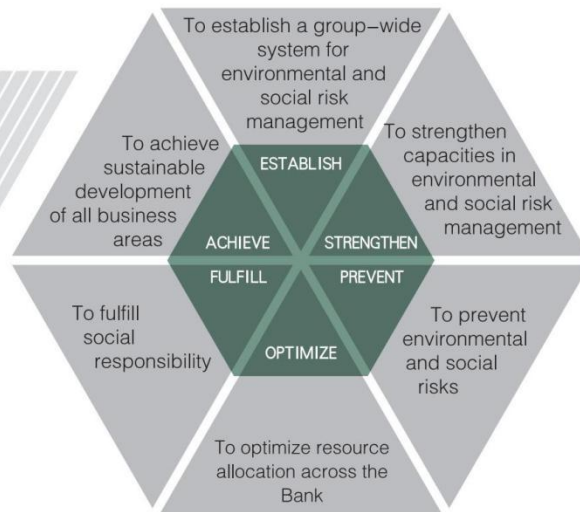 To establish a group-wide
system for
environmental and
social risk
management
To strengthen
capacities in
environmental
and social risk
management
To prevent
environmental
and social
risks
To optimize resource
allocation across the
Bank
To fulfill
social
responsibility
To achieve
sustainable
development
of all business
areas
ESTABLISH
STRENGTHEN
PREVENT
OPTIMIZE
FULFILL
ACHIEVE